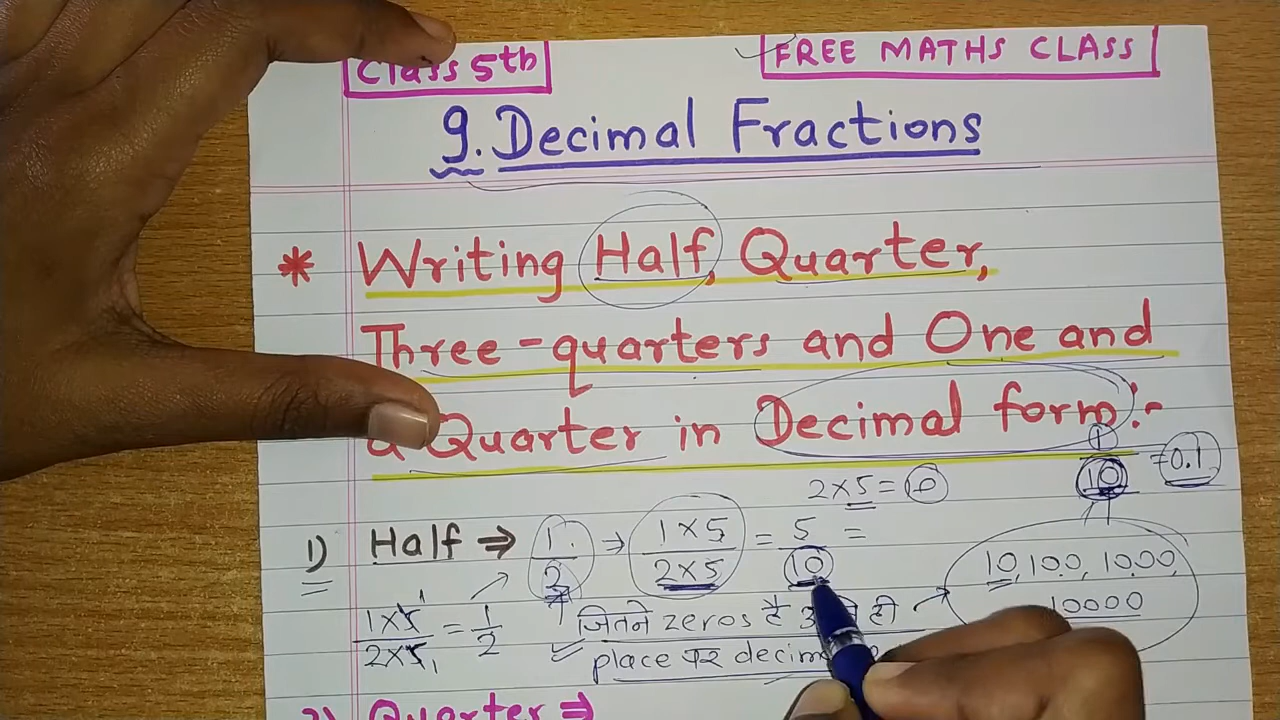 Class 5th
FREE MATHS CLASS
9. Decimal Fractions
* Writing Half, Quarter,
Three-quarters and One and
a Quarter in Decimal form:-
1/10 = 0.1
2×5=10
1) Half ⇒ 1/2 → 1×5/2×5 = 5/10 =
10, 100, 1000,
10000
1×5/2×5 = 1/2
जितने zeros है ही
place पर
2) Quarter ⇒